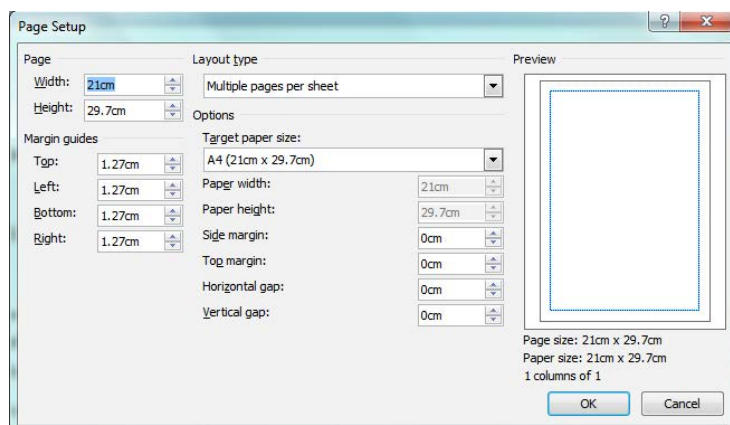 Page Setup
Page
Width: 21cm
Height: 29.7cm
Margin guides
Top: 1.27cm
Left: 1.27cm
Bottom: 1.27cm
Right: 1.27cm
Layout type
Multiple pages per sheet
Options
Target paper size:
A4 (21cm x 29.7cm)
Paper width: 21cm
Paper height: 29.7cm
Side margin: 0cm
Top margin: 0cm
Horizontal gap: 0cm
Vertical gap: 0cm
Preview
Page size: 21cm x 29.7cm
Paper size: 21cm x 29.7cm
1 columns of 1
OK Cancel